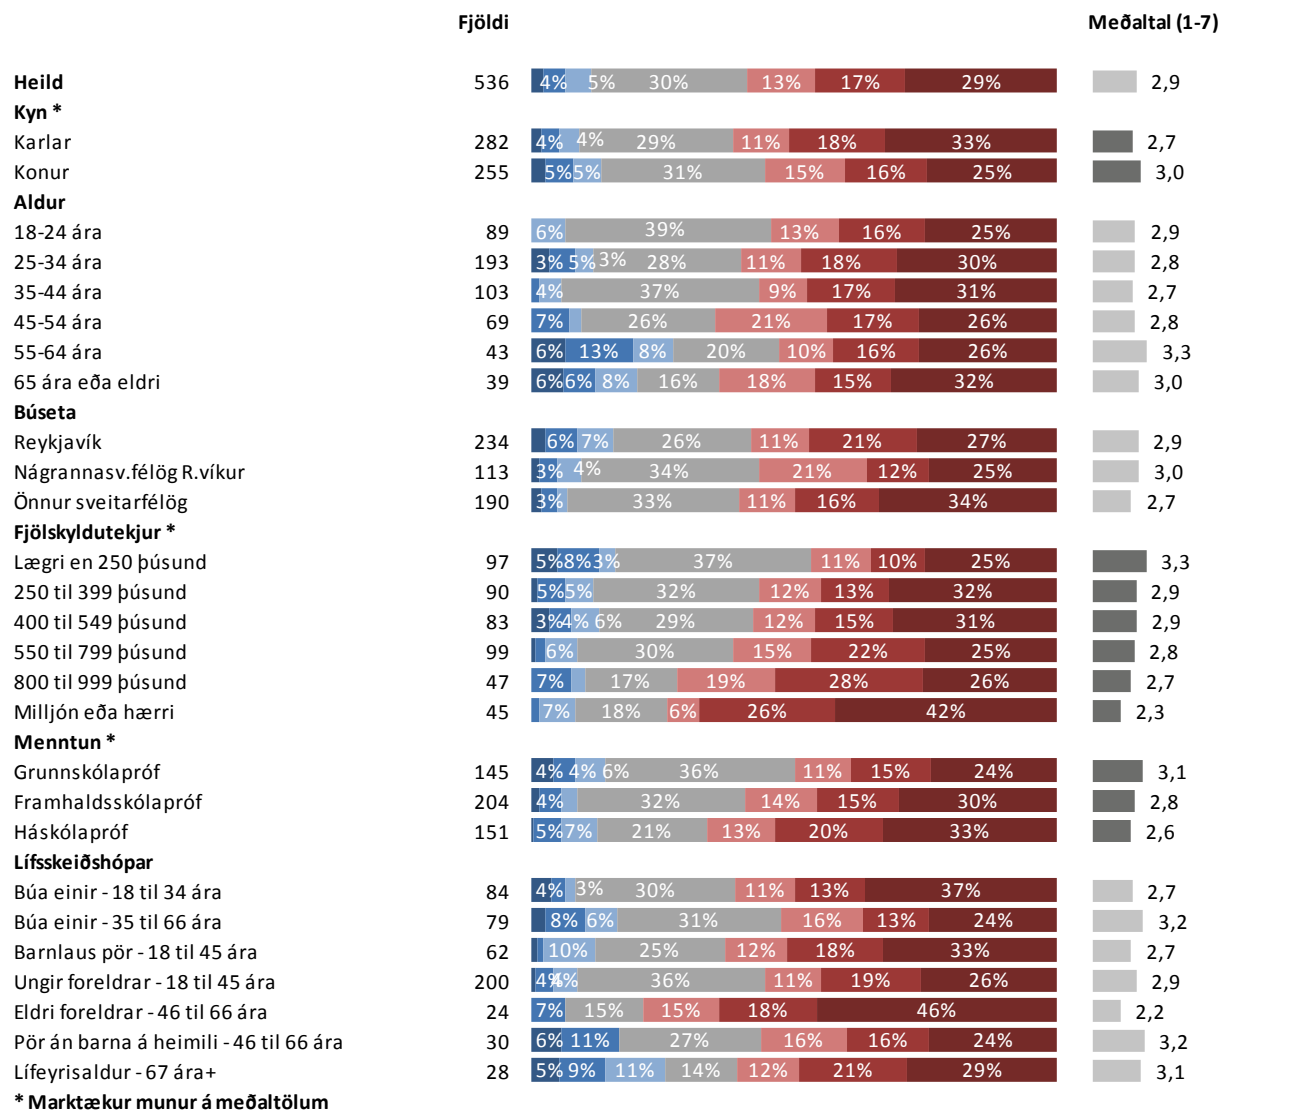 Fjöldi Meðaltal (1-7)
Heild 536 4% 5% 30% 13% 17% 29% 2,9
Kyn *
Karlar 282 4% 4% 29% 11% 18% 33% 2,7
Konur 255 5% 5% 31% 15% 16% 25% 3,0
Aldur
18-24 ára 89 6% 39% 13% 16% 25% 2,9
25-34 ára 193 3% 5% 3% 28% 11% 18% 30% 2,8
35-44 ára 103 4% 37% 9% 17% 31% 2,7
45-54 ára 69 7% 26% 21% 17% 26% 2,8
55-64 ára 43 6% 13% 8% 20% 10% 16% 26% 3,3
65 ára eða eldri 39 6% 6% 8% 16% 18% 15% 32% 3,0
Búseta
Reykjavík 234 6% 7% 26% 11% 21% 27% 2,9
Nágrannasv.félög R.víkur 113 3% 4% 34% 21% 12% 25% 3,0
Önnur sveitarfélög 190 3% 33% 11% 16% 34% 2,7
Fjölskyldutekjur *
Lægri en 250 þúsund 97 5% 8% 3% 37% 11% 10% 25% 3,3
250 til 399 þúsund 90 5% 5% 32% 12% 13% 32% 2,9
400 til 549 þúsund 83 3% 4% 6% 29% 12% 15% 31% 2,9
550 til 799 þúsund 99 6% 30% 15% 22% 25% 2,8
800 til 999 þúsund 47 7% 17% 19% 28% 26% 2,7
Milljón eða hærri 45 7% 18% 6% 26% 42% 2,3
Menntun *
Grunnskólapróf 145 4% 4% 6% 36% 11% 15% 24% 3,1
Framhaldsskólapróf 204 4% 32% 14% 15% 30% 2,8
Háskólapróf 151 5% 7% 21% 13% 20% 33% 2,6
Lífsskeiðshópar
Búa einir - 18 til 34 ára 84 4% 3% 30% 11% 13% 37% 2,7
Búa einir - 35 til 66 ára 79 8% 6% 31% 16% 13% 24% 3,2
Barnlaus pör - 18 til 45 ára 62 10% 25% 12% 18% 33% 2,7
Ungir foreldrar - 18 til 45 ára 200 4% 4% 36% 11% 19% 26% 2,9
Eldri foreldrar - 46 til 66 ára 24 7% 15% 15% 18% 46% 2,2
Pör án barna á heimili - 46 til 66 ára 30 6% 11% 27% 16% 16% 24% 3,2
Lífeyrisaldur - 67 ára+ 28 5% 9% 11% 14% 12% 21% 29% 3,1
* Marktækur munur á meðaltölum